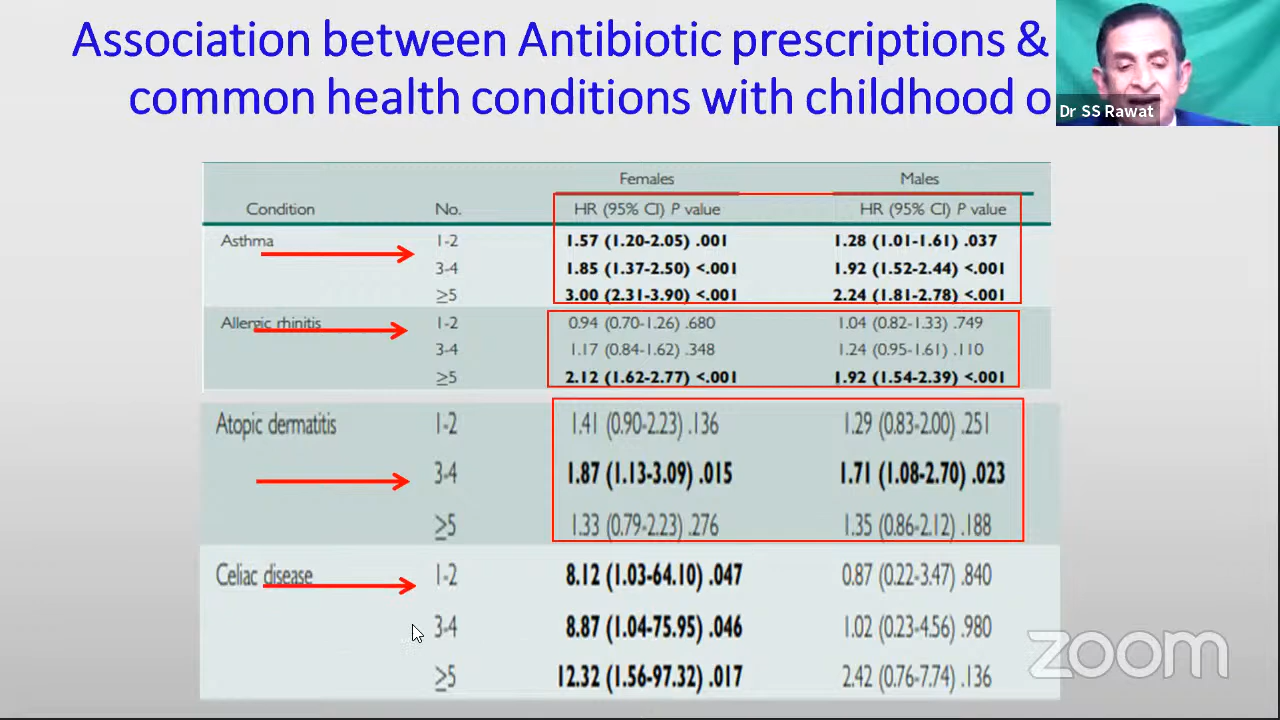 Association between Antibiotic prescriptions &
common health conditions with childhood o
Dr SS Rawat
Females Males
Condition No. HR (95% CI) P value HR (95% CI) P value
Asthma 1-2 1.57 (1.20-2.05) .001 1.28 (1.01-1.61) .037
3-4 1.85 (1.37-2.50) <.001 1.92 (1.52-2.44) <.001
≥5 3.00 (2.31-3.90) <.001 2.24 (1.81-2.78) <.001
Allergic rhinitis 1-2 0.94 (0.70-1.26) .680 1.04 (0.82-1.33) .749
3-4 1.17 (0.84-1.62) .348 1.24 (0.95-1.61) .110
≥5 2.12 (1.62-2.77) <.001 1.92 (1.54-2.39) <.001
Atopic dermatitis 1-2 1.41 (0.90-2.23) .136 1.29 (0.83-2.00) .251
3-4 1.87 (1.13-3.09) .015 1.71 (1.08-2.70) .023
≥5 1.33 (0.79-2.23) .276 1.35 (0.86-2.12) .188
Celiac disease 1-2 8.12 (1.03-64.10) .047 0.87 (0.22-3.47) .840
3-4 8.87 (1.04-75.95) .046 1.02 (0.23-4.56) .980
≥5 12.32 (1.56-97.32) .017 2.42 (0.76-7.74) .136
zoom